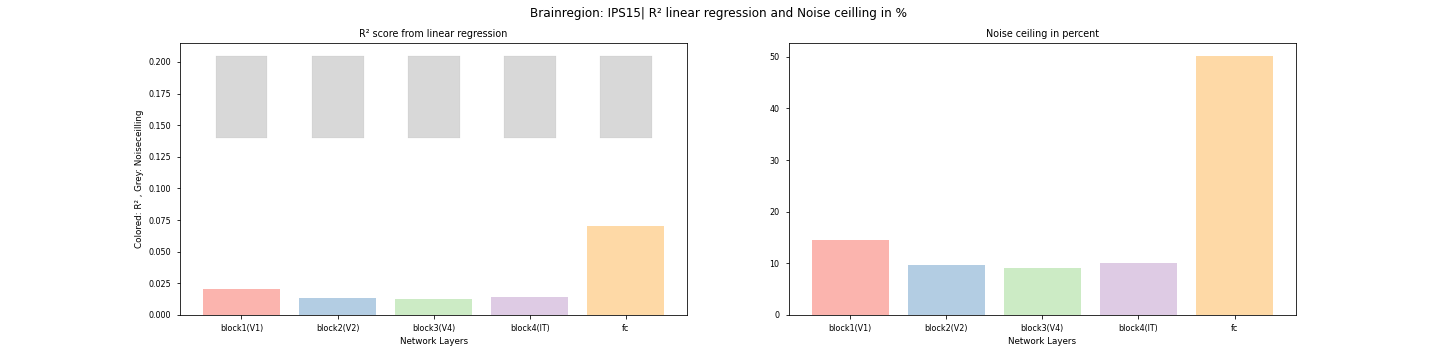 Brainregion: IPS15| R² linear regression and Noise ceilling in %
R² score from linear regression
Colored: R² , Grey: Noiseceilling
0.200
0.175
0.150
0.125
0.100
0.075
0.050
0.025
0.000
block1(V1) block2(V2) block3(V4) block4(IT) fc
Network Layers
Noise ceiling in percent
50
40
30
20
10
0
block1(V1) block2(V2) block3(V4) block4(IT) fc
Network Layers